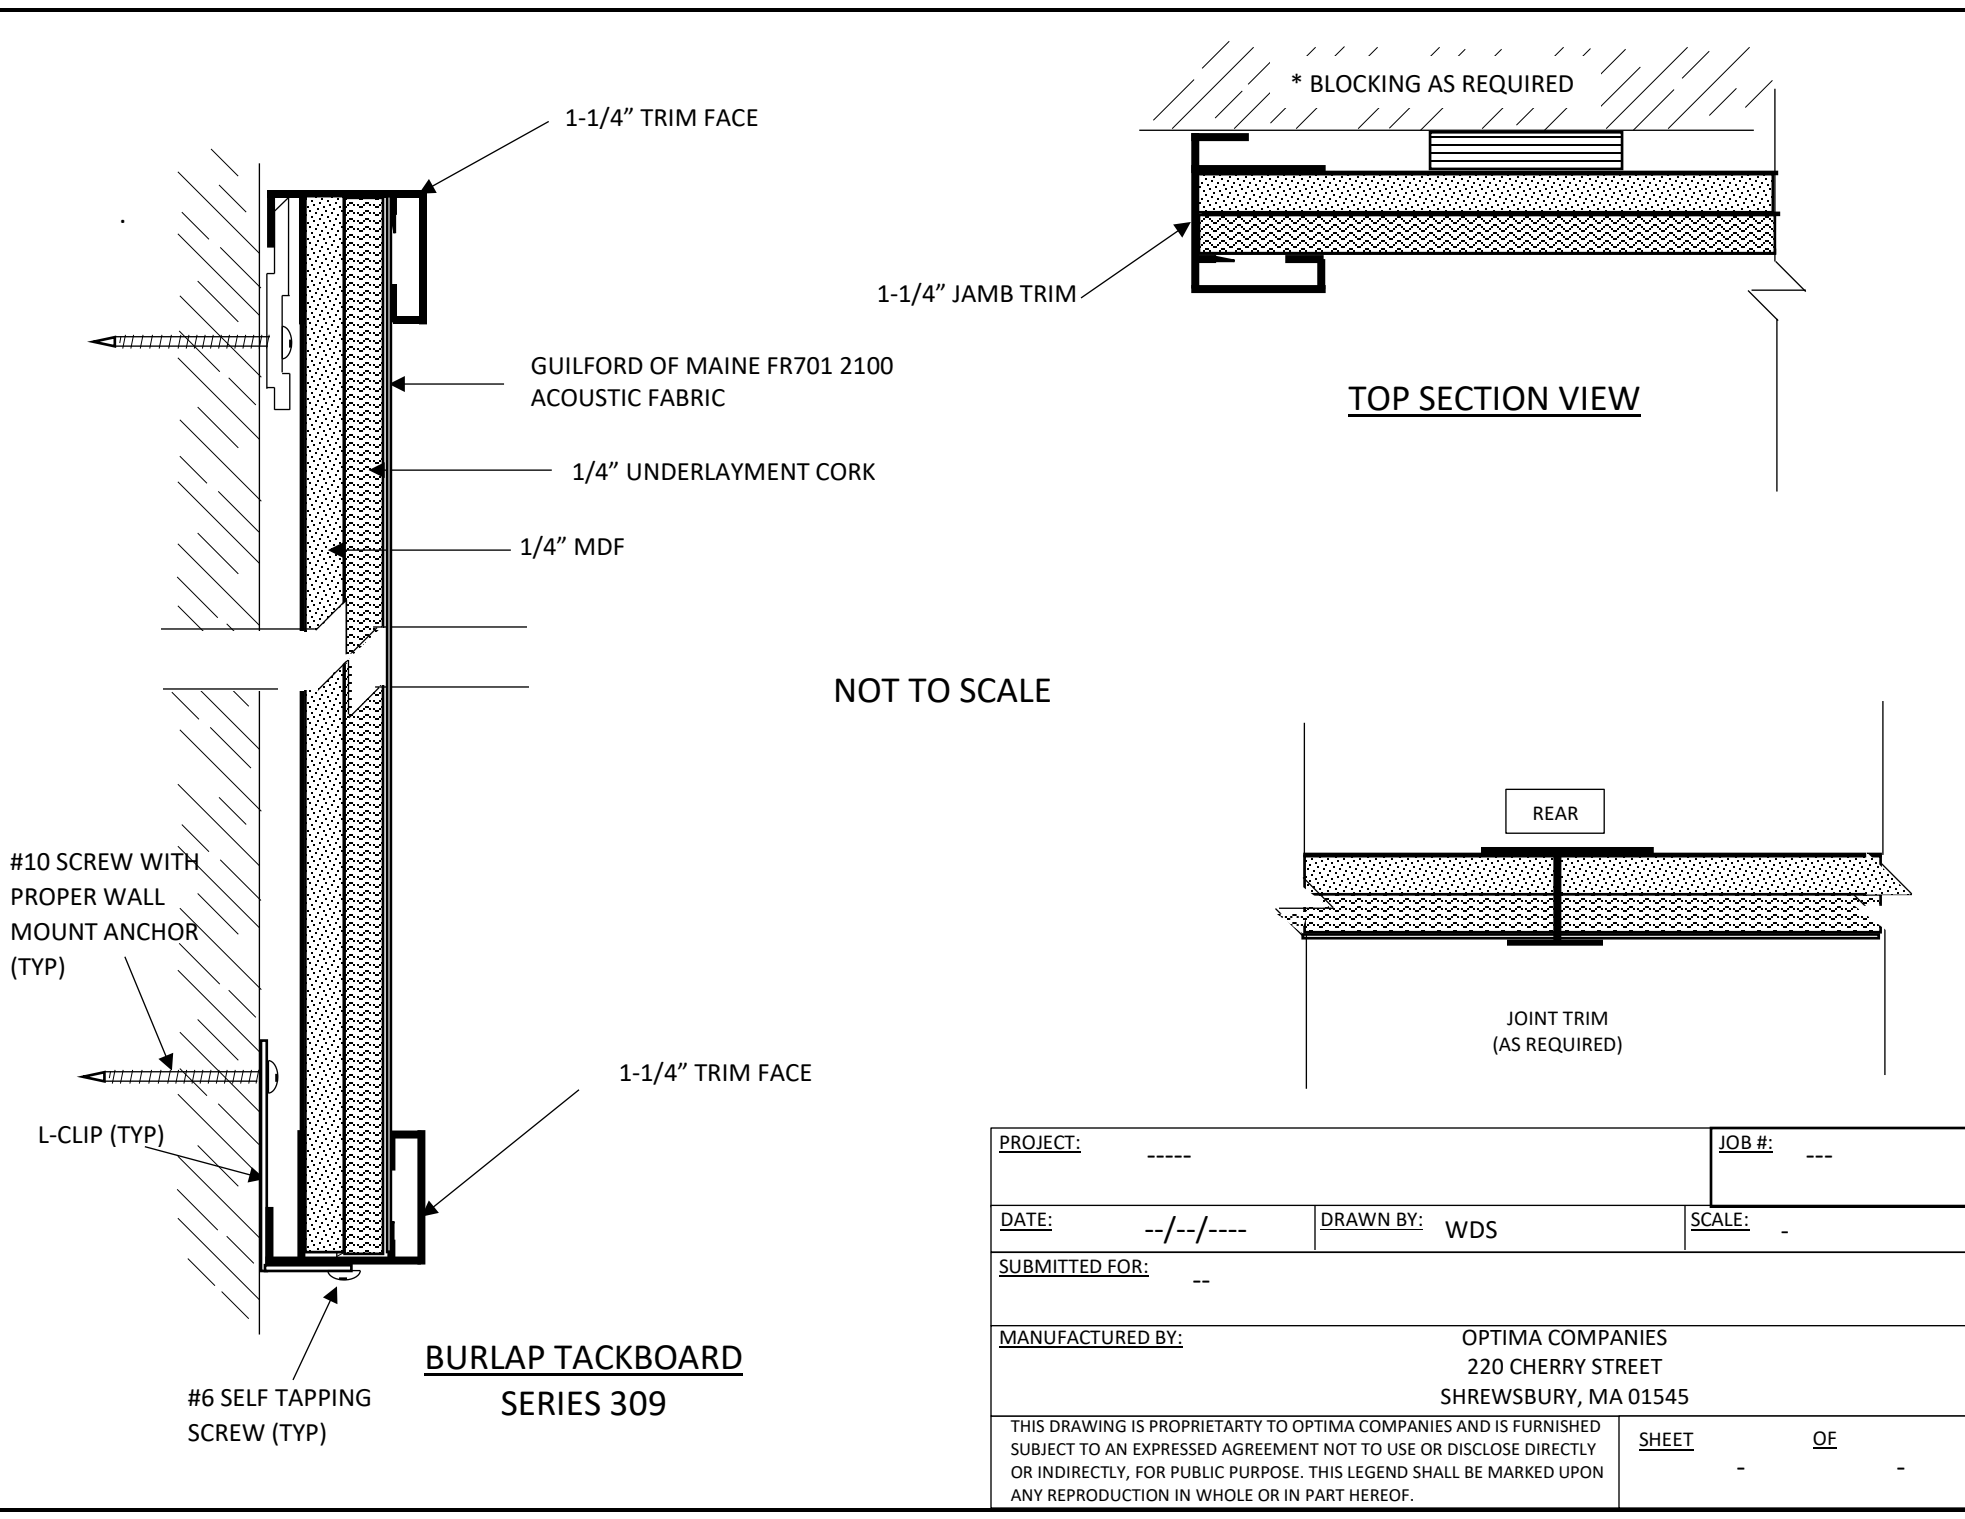 * BLOCKING AS REQUIRED
1-1/4” TRIM FACE
1-1/4” JAMB TRIM
GUILFORD OF MAINE FR701 2100
ACOUSTIC FABRIC
TOP SECTION VIEW
1/4” UNDERLAYMENT CORK
1/4” MDF
NOT TO SCALE
REAR
#10 SCREW WITH
PROPER WALL
MOUNT ANCHOR
(TYP)
JOINT TRIM
(AS REQUIRED)
1-1/4” TRIM FACE
L-CLIP (TYP)
#6 SELF TAPPING
SCREW (TYP)
BURLAP TACKBOARD
SERIES 309
PROJECT: -----
JOB #: ---
DATE: --/--/----
DRAWN BY: WDS
SCALE: -
SUBMITTED FOR: --
MANUFACTURED BY:
OPTIMA COMPANIES
220 CHERRY STREET
SHREWSBURY, MA 01545
THIS DRAWING IS PROPRIETARTY TO OPTIMA COMPANIES AND IS FURNISHED
SUBJECT TO AN EXPRESSED AGREEMENT NOT TO USE OR DISCLOSE DIRECTLY
OR INDIRECTLY, FOR PUBLIC PURPOSE. THIS LEGEND SHALL BE MARKED UPON
ANY REPRODUCTION IN WHOLE OR IN PART HEREOF.
SHEET - OF -